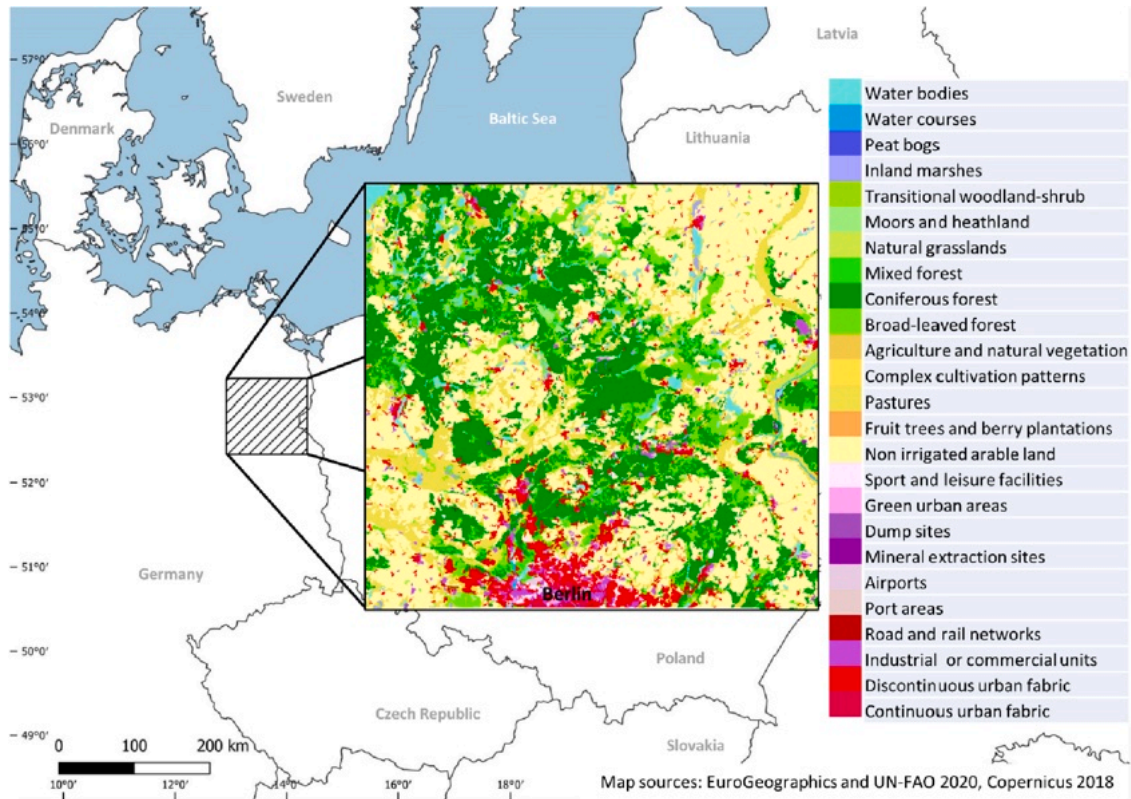 Latvia
57°0'
Sweden
Denmark
Baltic Sea
56°0'
Lithuania
55°0'
54°0'
53°0'
52°0'
51°0'
Germany
Berlin
50°0'
Poland
Czech Republic
49°0'
Slovakia
0 100 200 km
10°0' 12°0' 14°0' 16°0' 18°0'
Water bodies
Water courses
Peat bogs
Inland marshes
Transitional woodland-shrub
Moors and heathland
Natural grasslands
Mixed forest
Coniferous forest
Broad-leaved forest
Agriculture and natural vegetation
Complex cultivation patterns
Pastures
Fruit trees and berry plantations
Non irrigated arable land
Sport and leisure facilities
Green urban areas
Dump sites
Mineral extraction sites
Airports
Port areas
Road and rail networks
Industrial or commercial units
Discontinuous urban fabric
Continuous urban fabric
Map sources: EuroGeographics and UN-FAO 2020, Copernicus 2018